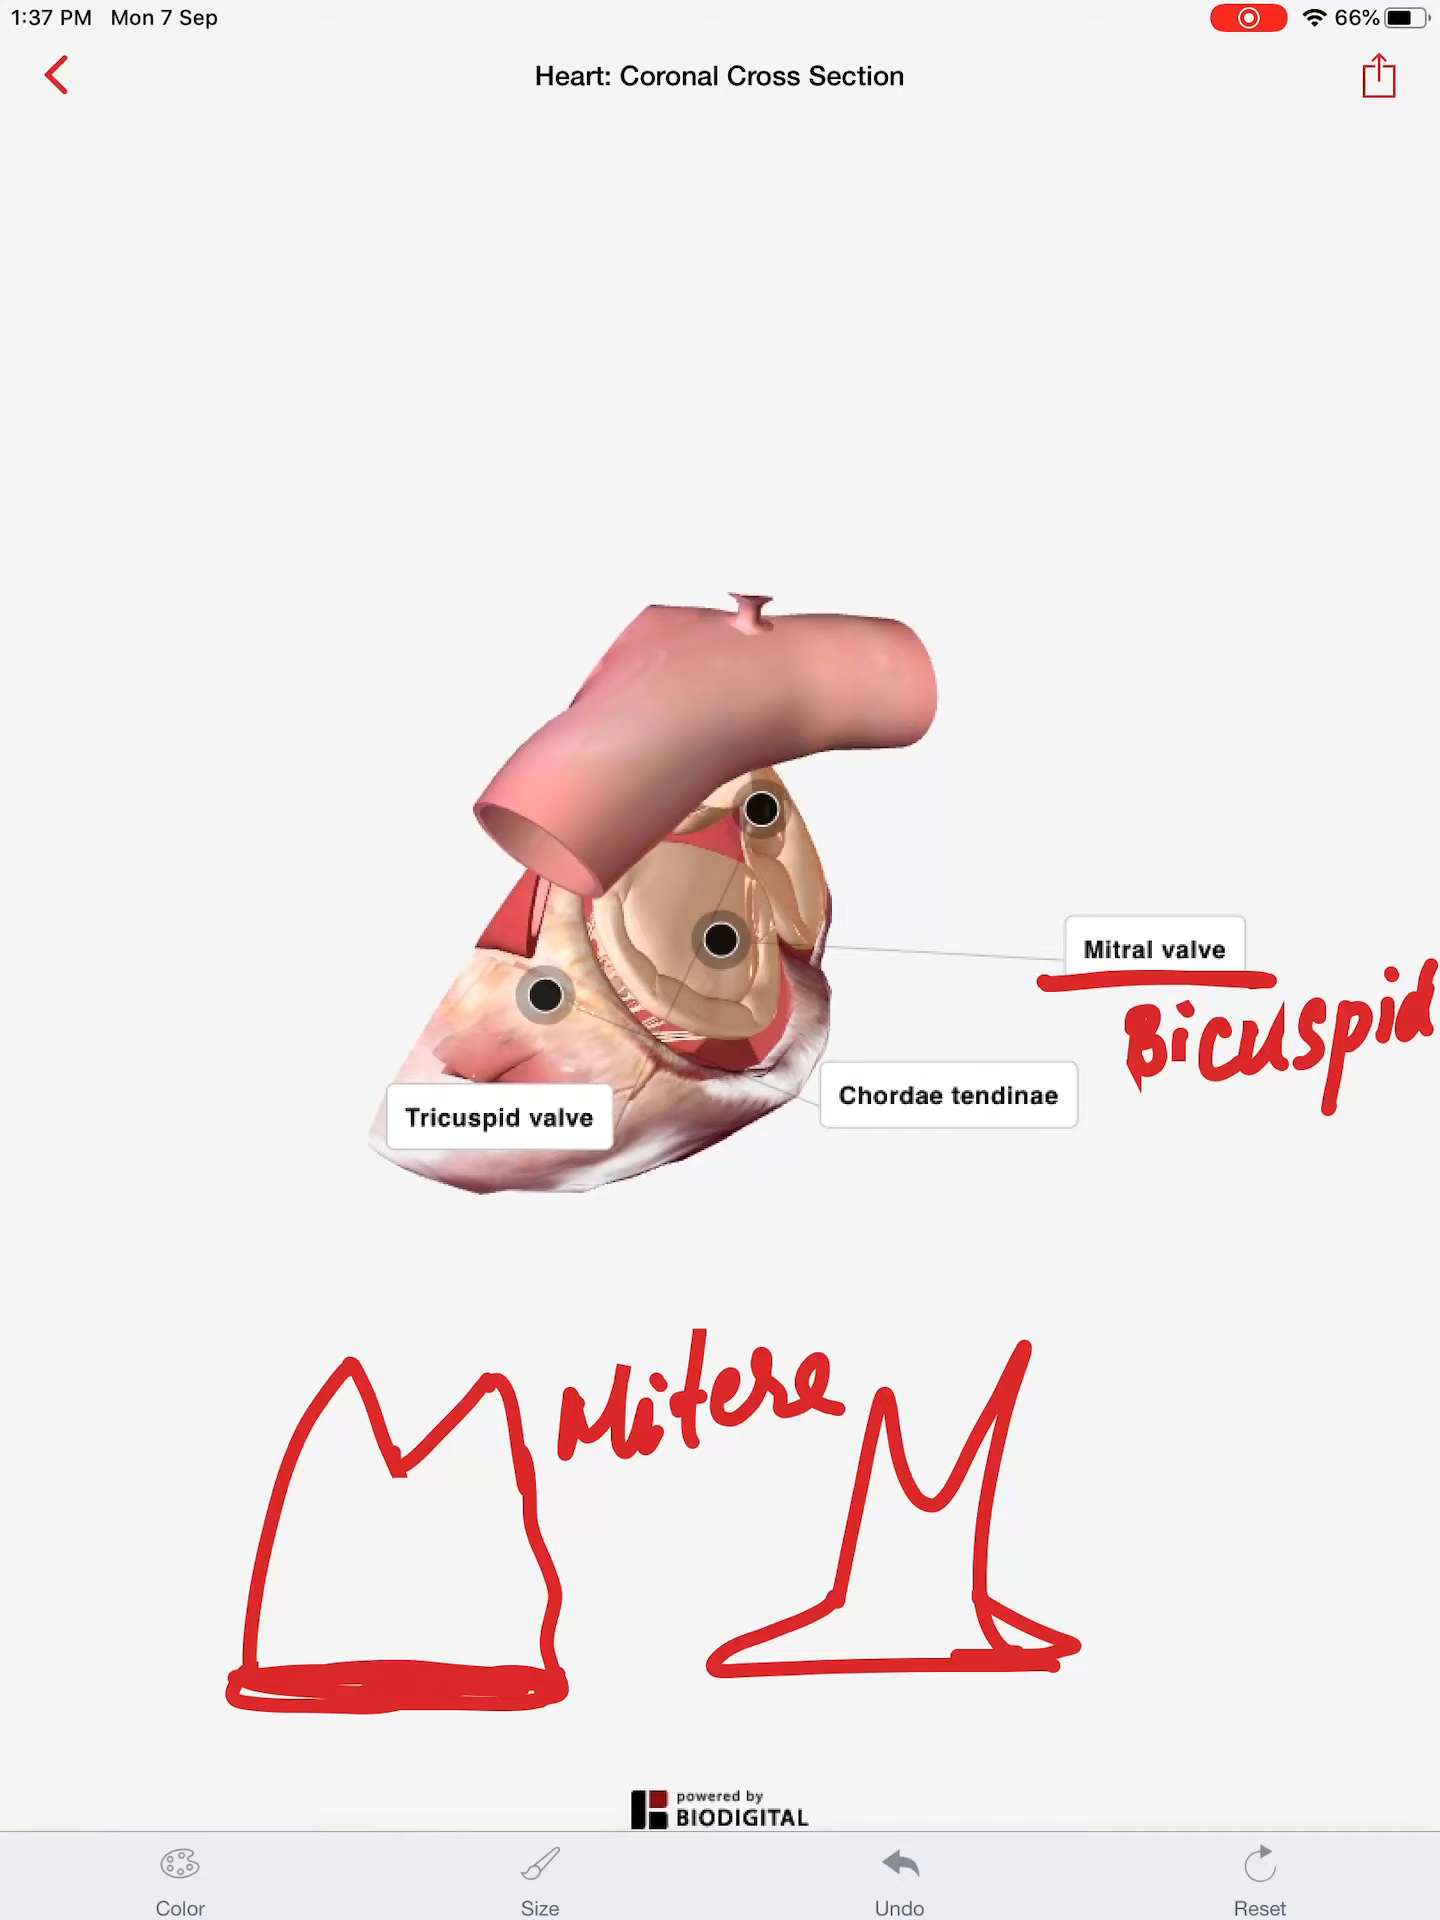 1:37 PM Mon 7 Sep 66%
Heart: Coronal Cross Section
Mitral valve
Bicuspid
Chordae tendinae
Tricuspid valve
Mitere
powered by
BIODIGITAL
Color Size Undo Reset